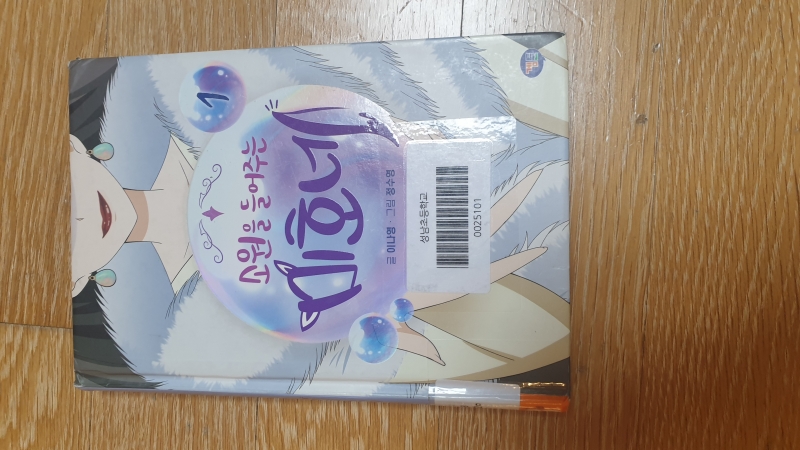 1
소원을 들어주는
미호네
글 이나영 · 그림 정수영
성남초등학교
0025101